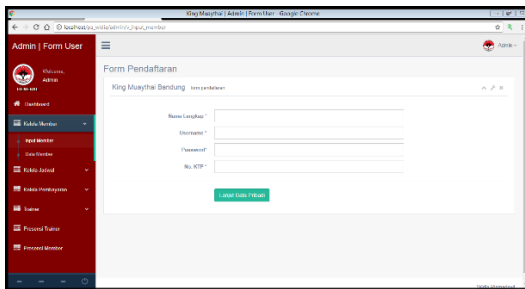 King Muaythai | Admin | Form User - Google Chrome
Admin | Form User
Admin
Welcome,
Admin
Form Pendaftaran
King Muaythai Bandung form pendaftaran
Dashboard
Kelola Member
Input Member
Data Member
Kelola Jadwal
Kelola Pembayaran
Trainer
Presensi Trainer
Presensi Member
Nama Lengkap *
Username *
Password*
No. KTP *
Lanjut Data Pribadi